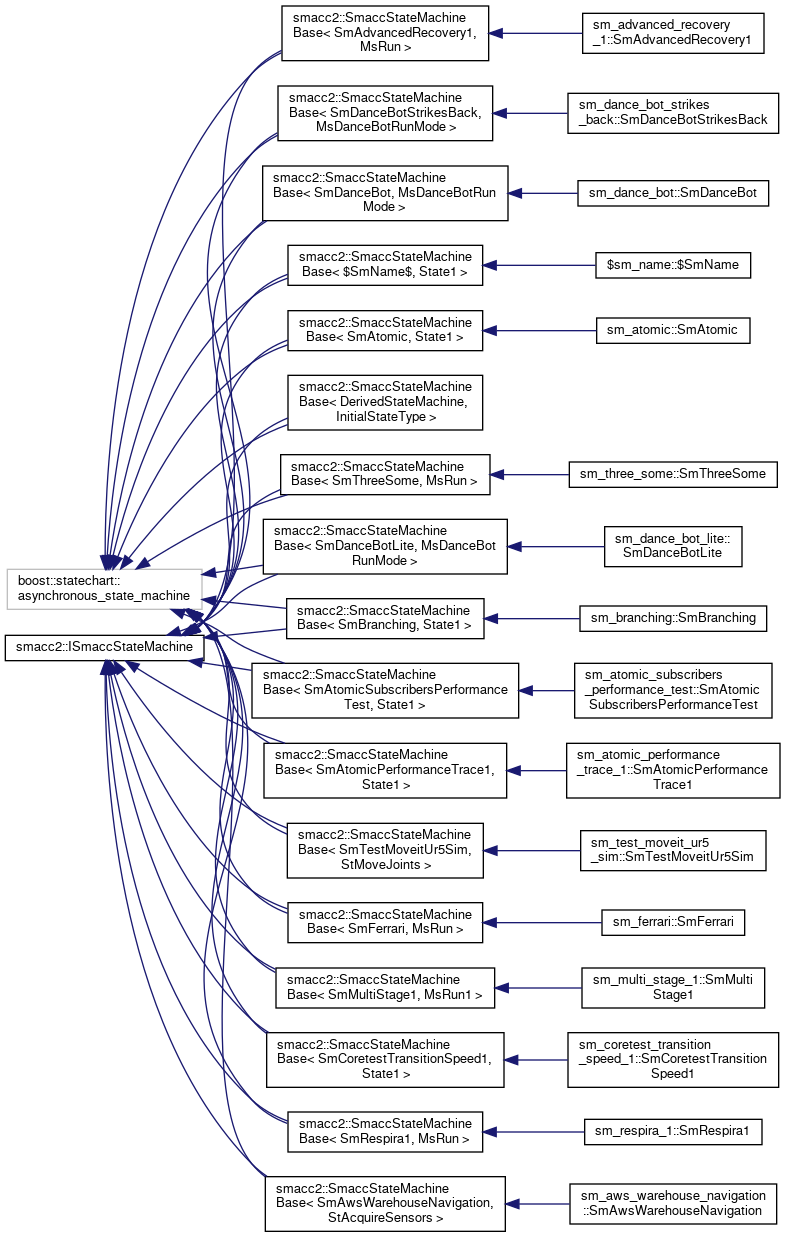 smacc2::SmaccStateMachine
Base< SmAdvancedRecovery1,
MsRun >
sm_advanced_recovery
_1::SmAdvancedRecovery1
smacc2::SmaccStateMachine
Base< SmDanceBotStrikesBack,
MsDanceBotRunMode >
sm_dance_bot_strikes
_back::SmDanceBotStrikesBack
smacc2::SmaccStateMachine
Base< SmDanceBot, MsDanceBotRun
Mode >
sm_dance_bot::SmDanceBot
smacc2::SmaccStateMachine
Base< $SmName$, State1 >
$sm_name::$SmName
smacc2::SmaccStateMachine
Base< SmAtomic, State1 >
sm_atomic::SmAtomic
smacc2::SmaccStateMachine
Base< DerivedStateMachine,
InitialStateType >
smacc2::SmaccStateMachine
Base< SmThreeSome, MsRun >
sm_three_some::SmThreeSome
smacc2::SmaccStateMachine
Base< SmDanceBotLite, MsDanceBot
RunMode >
sm_dance_bot_lite::
SmDanceBotLite
boost::statechart::
asynchronous_state_machine
smacc2::SmaccStateMachine
Base< SmBranching, State1 >
sm_branching::SmBranching
smacc2::ISmaccStateMachine
smacc2::SmaccStateMachine
Base< SmAtomicSubscribersPerformance
Test, State1 >
sm_atomic_subscribers
_performance_test::SmAtomic
SubscribersPerformanceTest
smacc2::SmaccStateMachine
Base< SmAtomicPerformanceTrace1,
State1 >
sm_atomic_performance
_trace_1::SmAtomicPerformance
Trace1
smacc2::SmaccStateMachine
Base< SmTestMoveitUr5Sim,
StMoveJoints >
sm_test_moveit_ur5
_sim::SmTestMoveitUr5Sim
smacc2::SmaccStateMachine
Base< SmFerrari, MsRun >
sm_ferrari::SmFerrari
smacc2::SmaccStateMachine
Base< SmMultiStage1, MsRun1 >
sm_multi_stage_1::SmMulti
Stage1
smacc2::SmaccStateMachine
Base< SmCoretestTransitionSpeed1,
State1 >
sm_coretest_transition
_speed_1::SmCoretestTransition
Speed1
smacc2::SmaccStateMachine
Base< SmRespira1, MsRun >
sm_respira_1::SmRespira1
smacc2::SmaccStateMachine
Base< SmAwsWarehouseNavigation,
StAcquireSensors >
sm_aws_warehouse_navigation
::SmAwsWarehouseNavigation